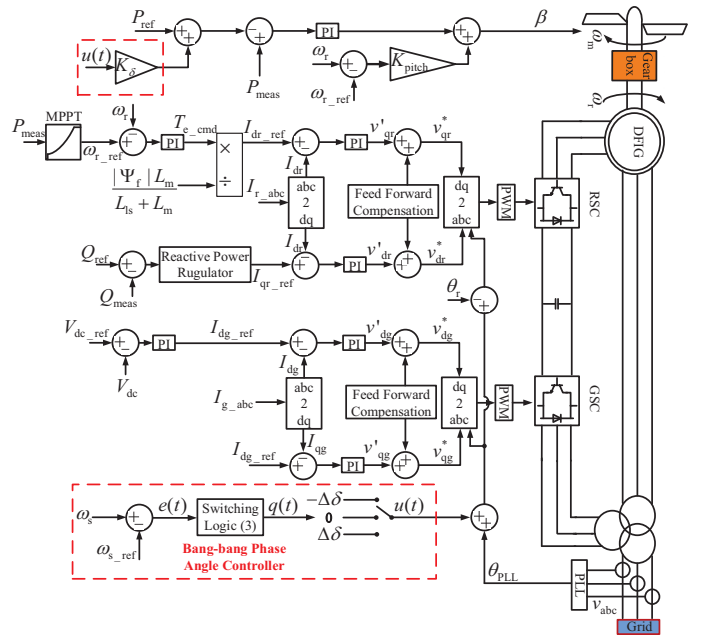 P_ref
u(t)
K_δ
PI
β
P_meas
ω_r
ω_r_ref
K_pitch
ω_m
Gear
box
ω_r
DFIG
P_meas
MPPT
ω_r
ω_r_ref
PI
T_e_cmd
×
÷
|Ψ_f|L_m
L_ls + L_m
I_dr_ref
I_dr
I_r_abc
abc
2
dq
I_dr
PI
v'_qr
v*_qr
Feed Forward
Compensation
dq
2
abc
PWM
RSC
Q_ref
Q_meas
Reactive Power
Rugulator
I_qr_ref
PI
v'_dr
v*_dr
θ_r
V_dc_ref
V_dc
PI
I_dg_ref
I_dg
I_g_abc
abc
2
dq
I_qg
I_dg_ref
PI
v'_dg
v*_dg
Feed Forward
Compensation
dq
2
abc
PWM
GSC
PI
v'_qg
v*_qg
ω_s
ω_s_ref
e(t)
Switching
Logic (3)
q(t)
−Δδ
0
Δδ
u(t)
Bang-bang Phase
Angle Controller
θ_PLL
PLL
v_abc
Grid